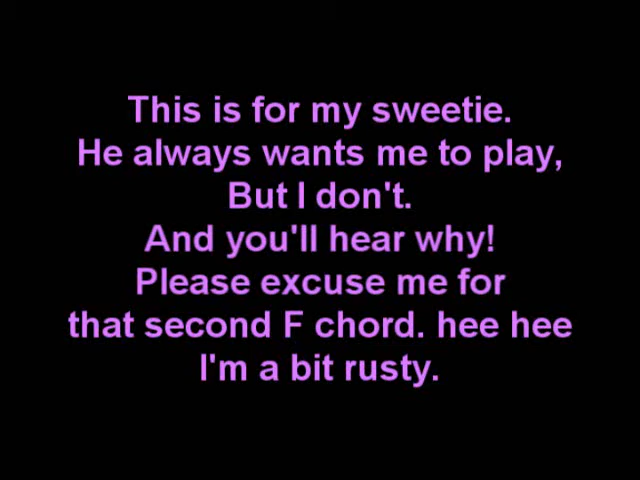 This is for my sweetie.
He always wants me to play,
But I don't.
And you'll hear why!
Please excuse me for
that second F chord. hee hee
I'm a bit rusty.